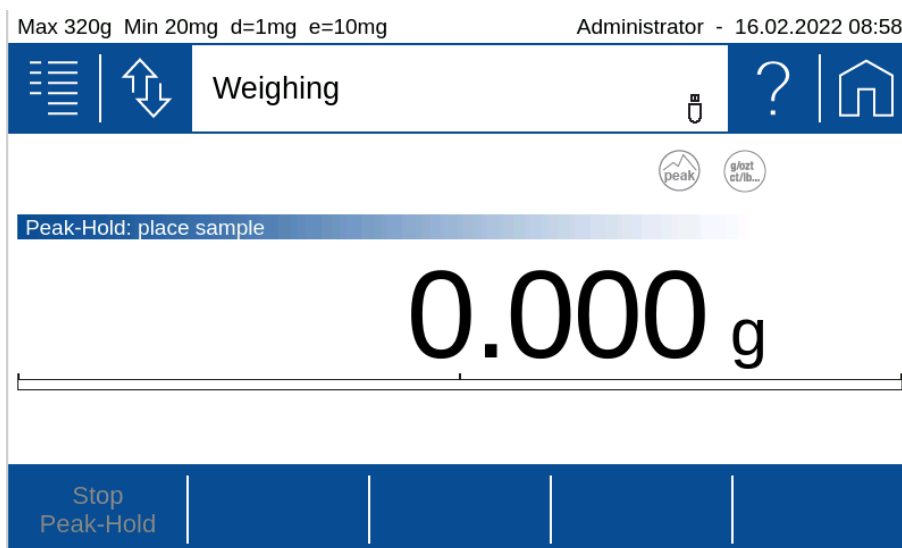 Max 320g Min 20mg d=1mg e=10mg Administrator - 16.02.2022 08:58
Weighing
?
peak
g/ozt
ct/lb...
Peak-Hold: place sample
0.000 g
Stop
Peak-Hold